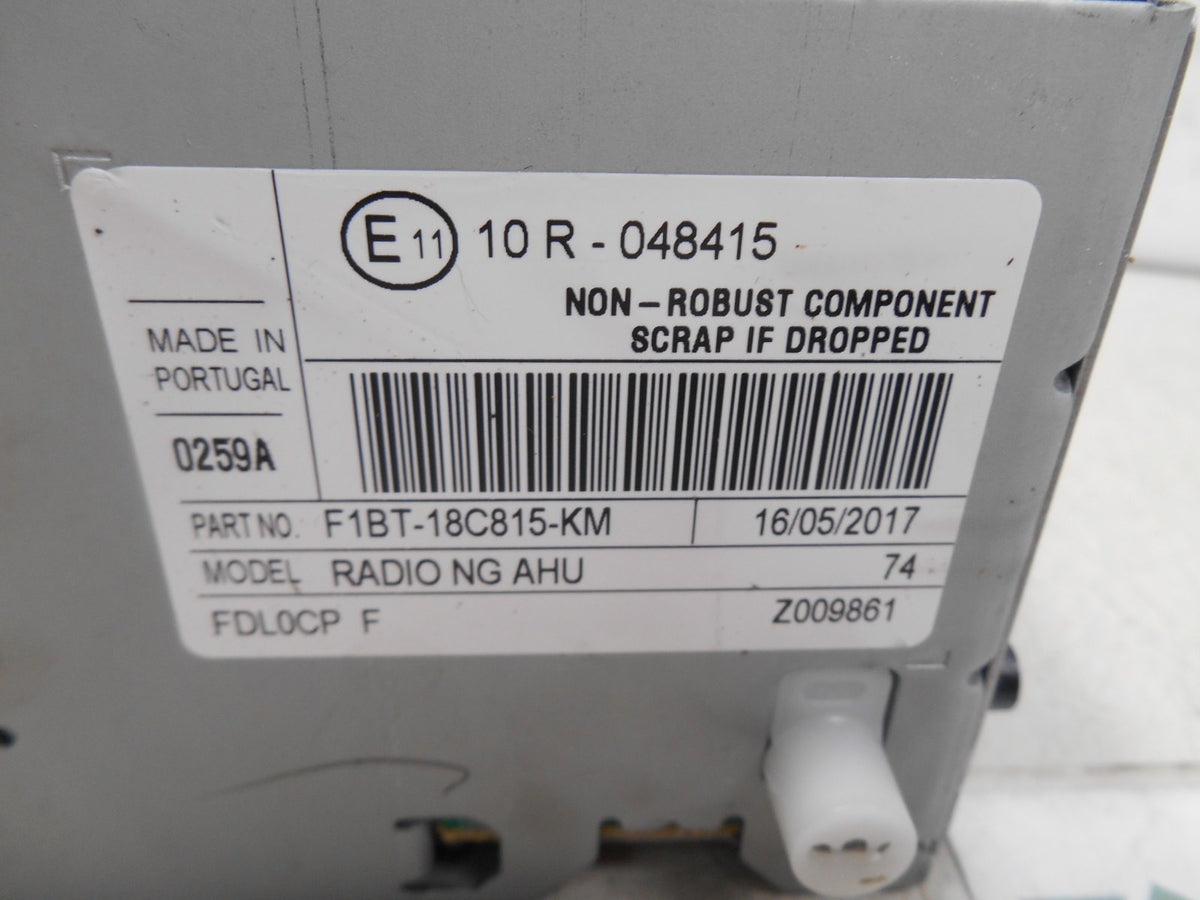 E 11 10 R - 048415
NON - ROBUST COMPONENT
SCRAP IF DROPPED
MADE IN
PORTUGAL
0259A
PART NO. F1BT-18C815-KM 16/05/2017
MODEL RADIO NG AHU 74
FDL0CP F Z009861